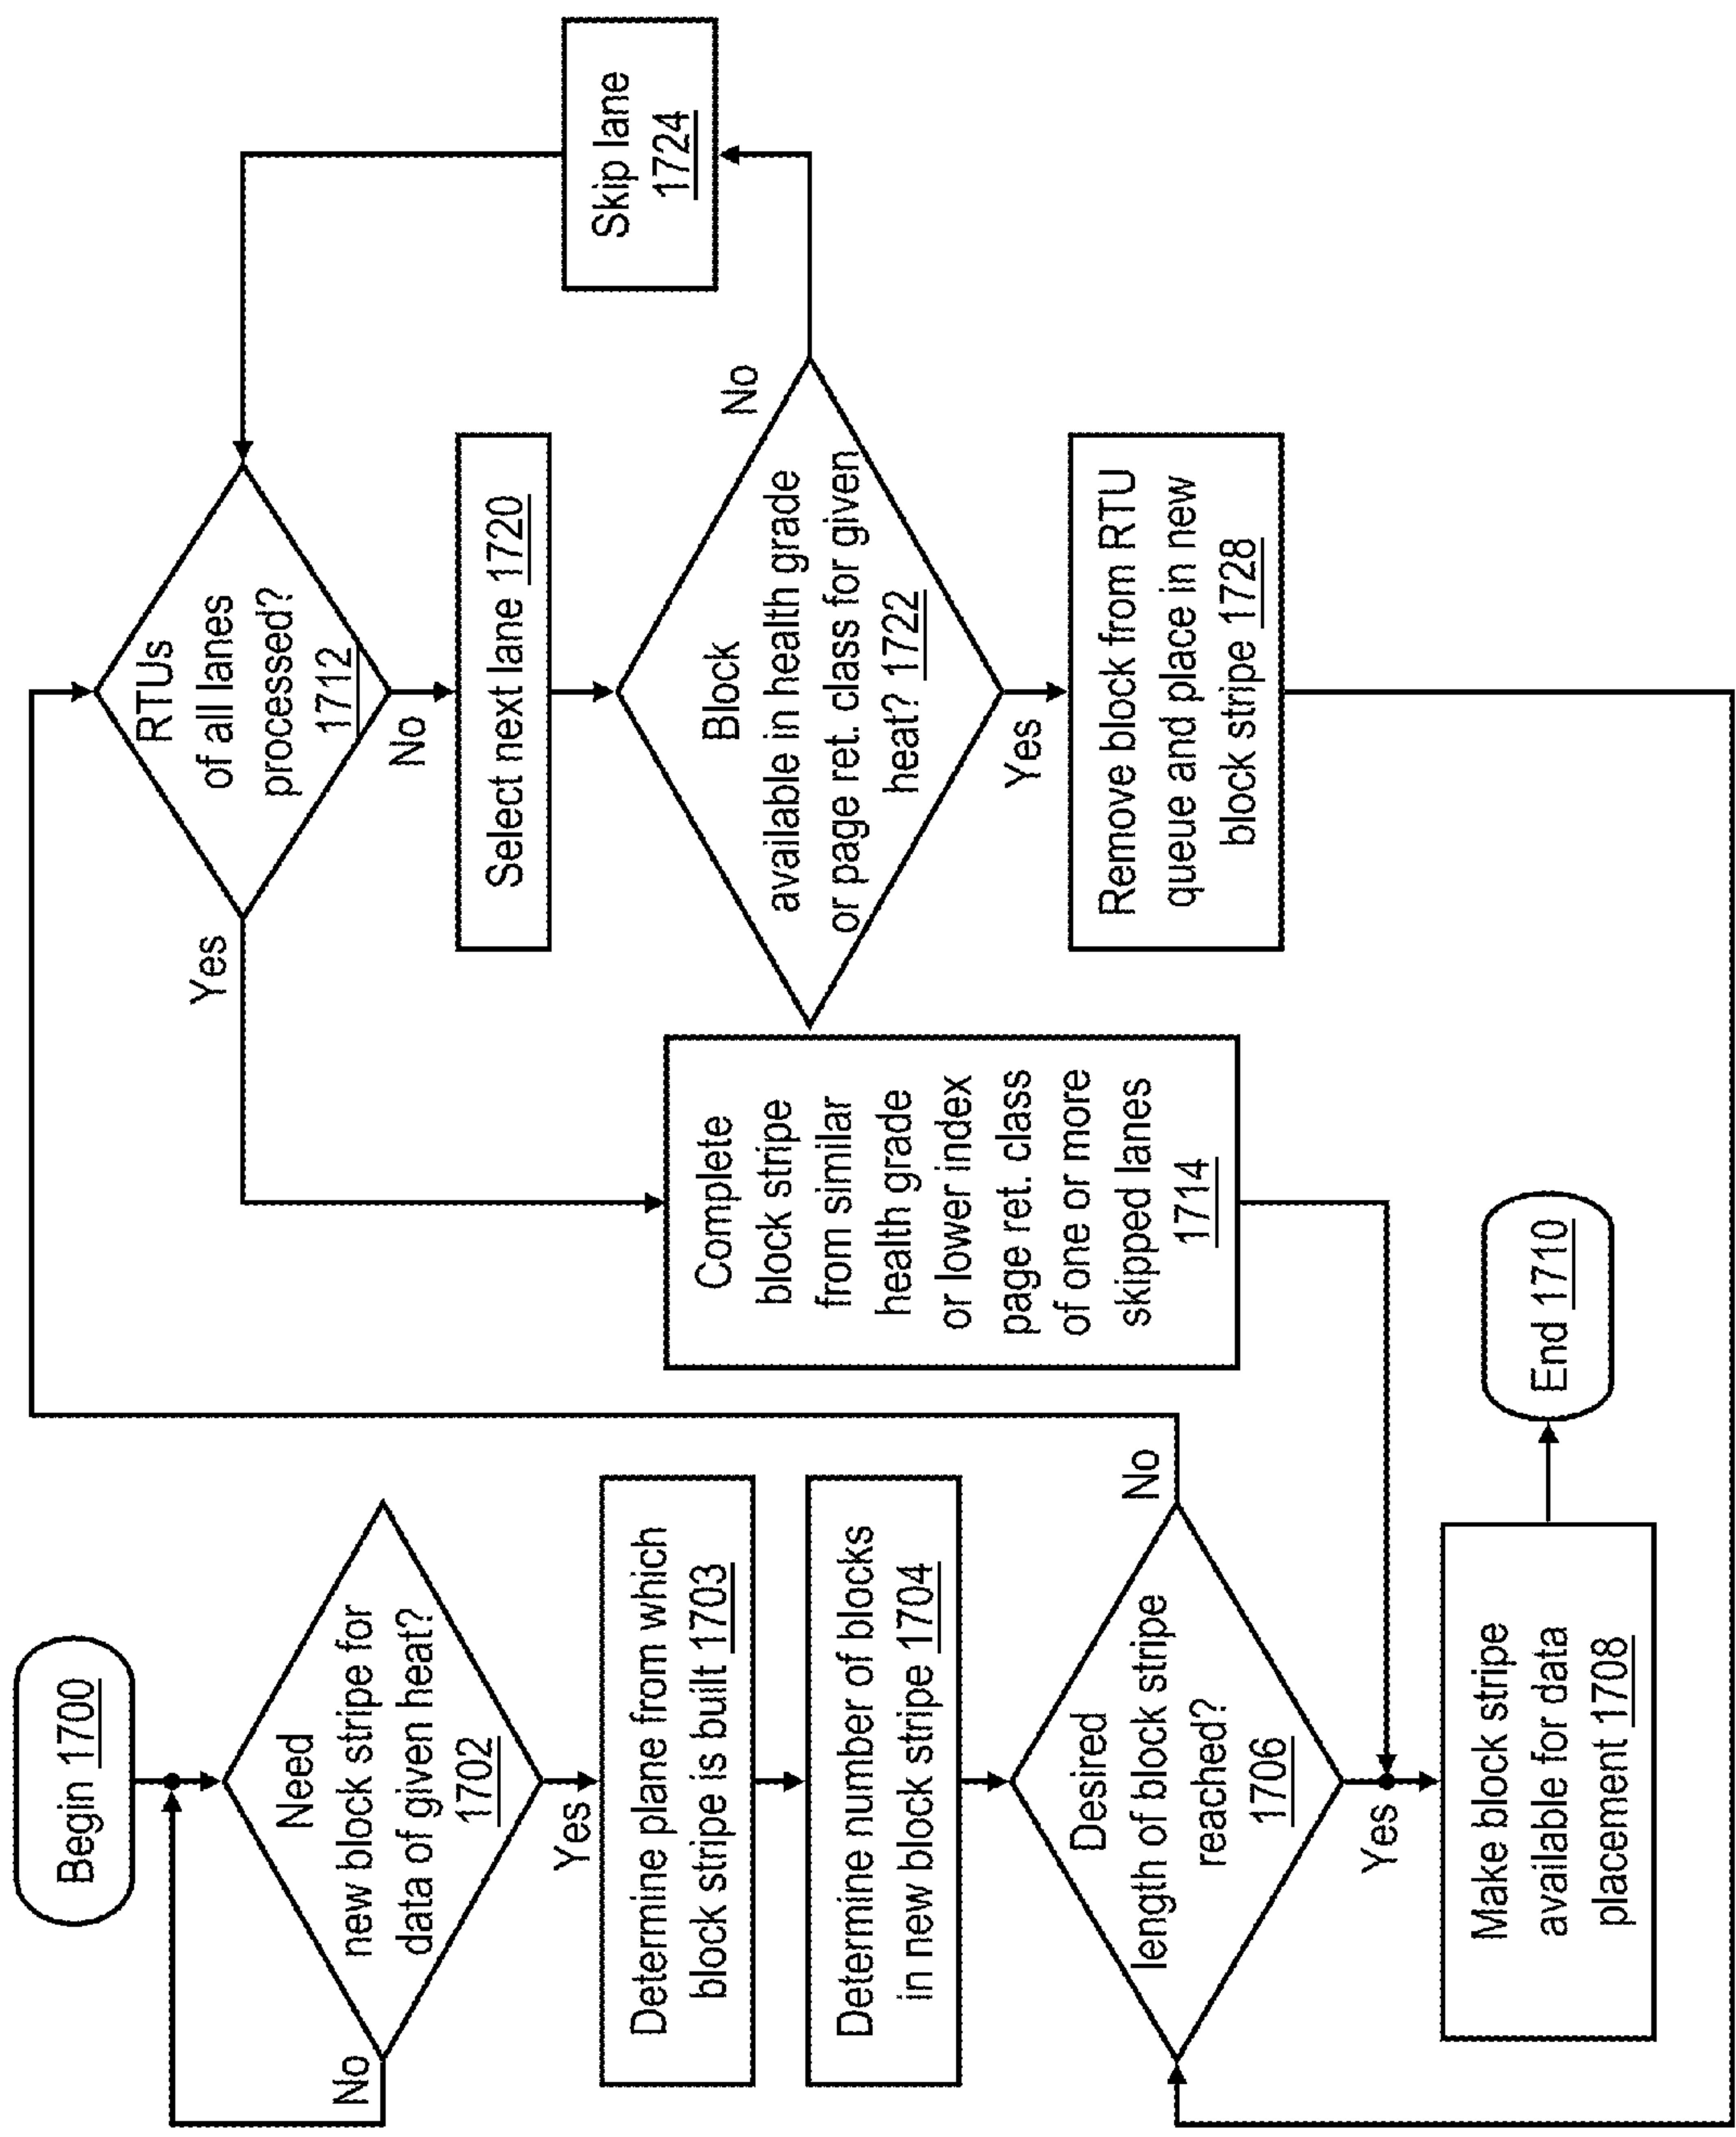 Begin 1700
Need
new block stripe for
data of given heat?
1702
No
Yes
Determine plane from which
block stripe is built 1703
Determine number of blocks
in new block stripe 1704
Desired
length of block stripe
reached?
1706
No
Yes
Make block stripe
available for data
placement 1708
End 1710
RTUs
of all lanes
processed?
1712
Yes
No
Complete
block stripe
from similar
health grade
or lower index
page ret. class
of one or more
skipped lanes
1714
Select next lane 1720
Block
available in health grade
or page ret. class for given
heat? 1722
No
Yes
Skip lane
1724
Remove block from RTU
queue and place in new
block stripe 1728